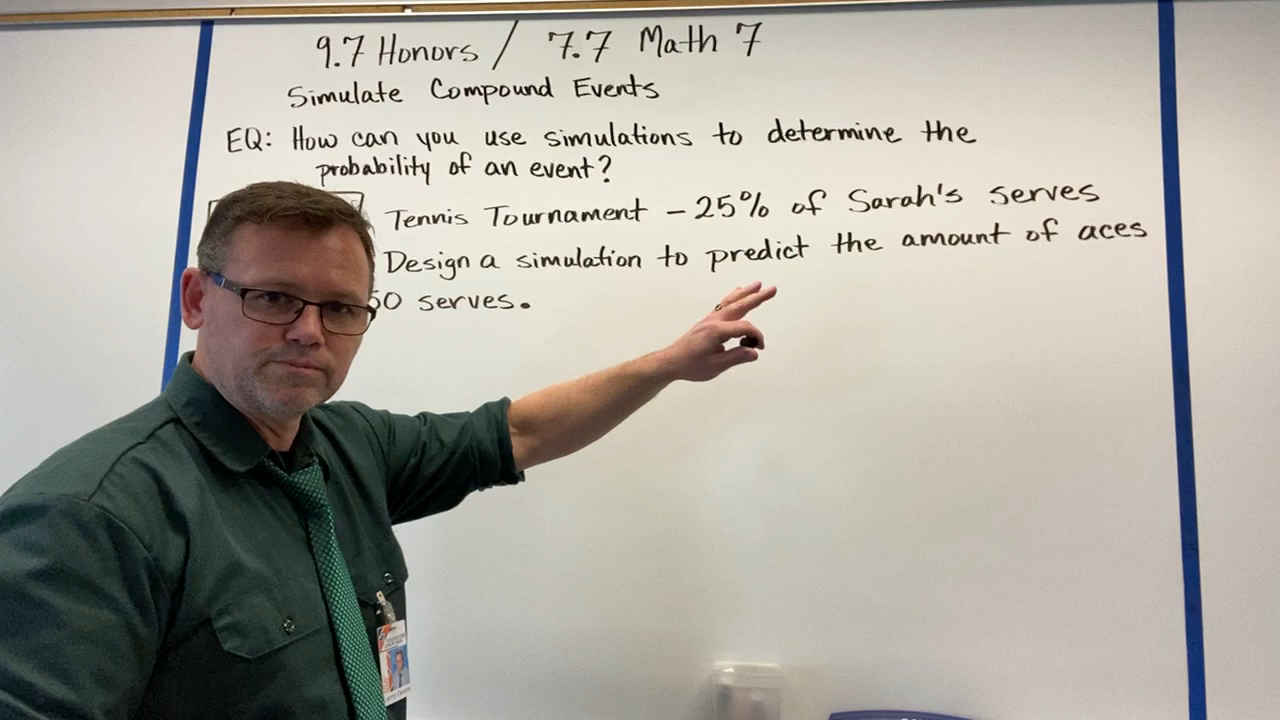 9.7 Honors / 7.7 Math 7
Simulate Compound Events
EQ: How can you use simulations to determine the
probability of an event?
Tennis Tournament - 25% of Sarah's serves
Design a simulation to predict the amount of aces
50 serves.